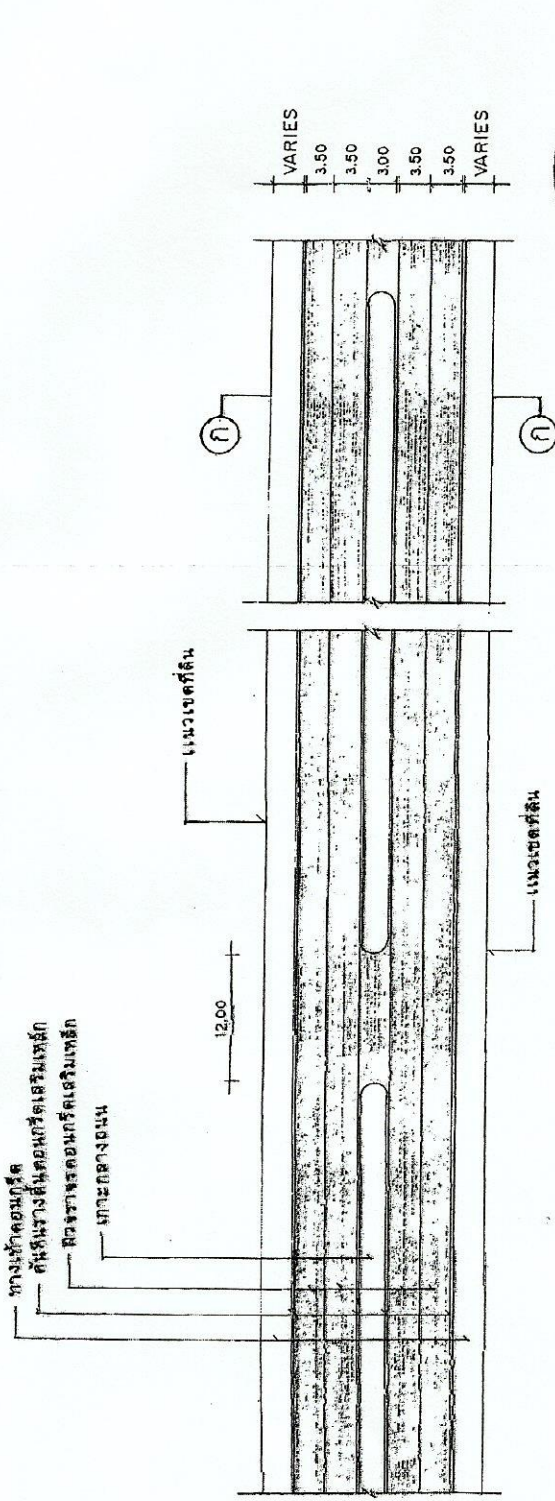 ทางเท้าคอนกรีต
คันหินรางตื้นคอนกรีตเสริมเหล็ก
ผิวจราจรคอนกรีตเสริมเหล็ก
เกาะกลางถนน
12.00
แนวเขตที่ดิน
แนวเขตที่ดิน
ก
ก
VARIES
3.50
3.50
3.00
3.50
3.50
VARIES